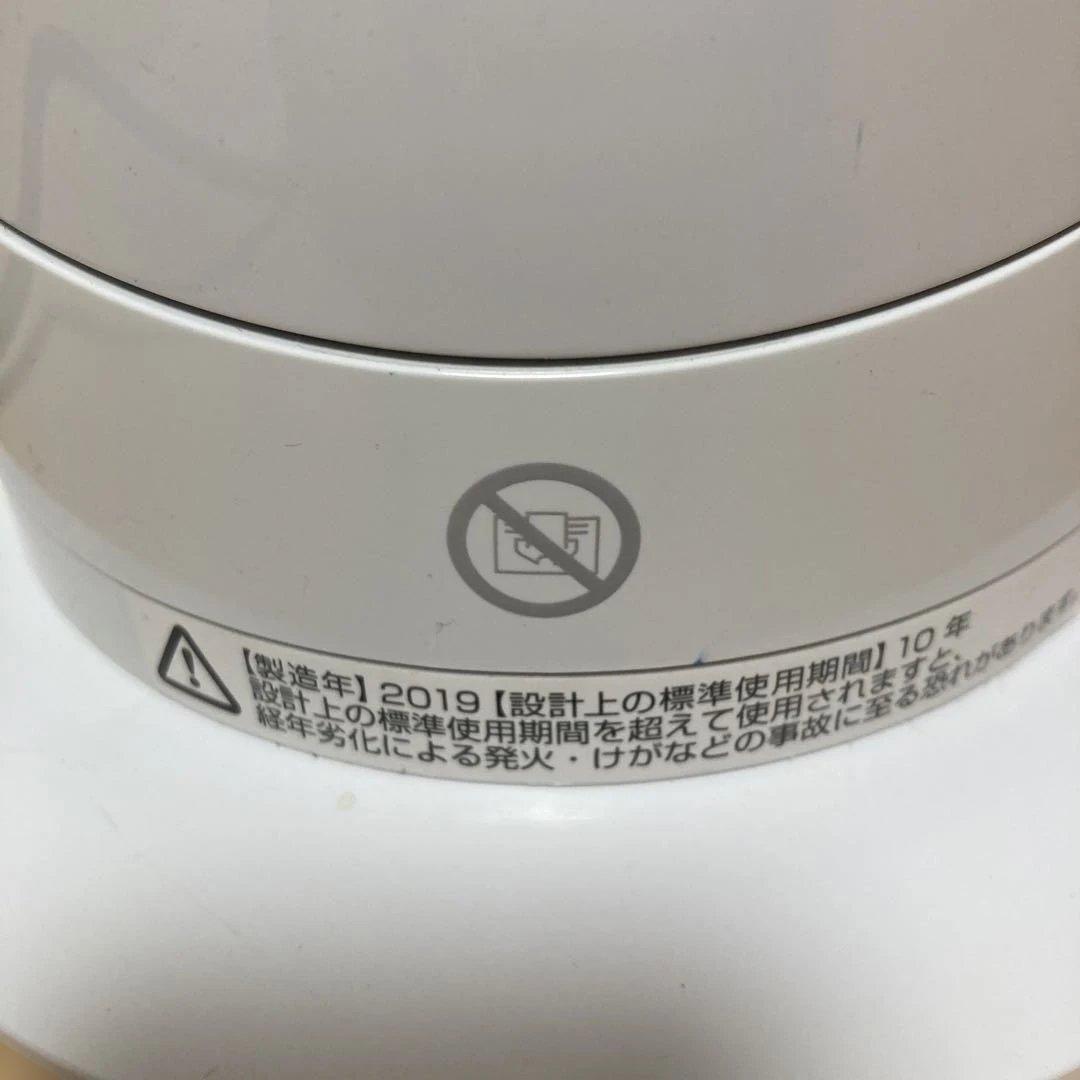 【製造年】2019【設計上の標準使用期間】10年
設計上の標準使用期間を超えて使用されますと、
経年劣化による発火・けがなどの事故に至る恐れがあります。